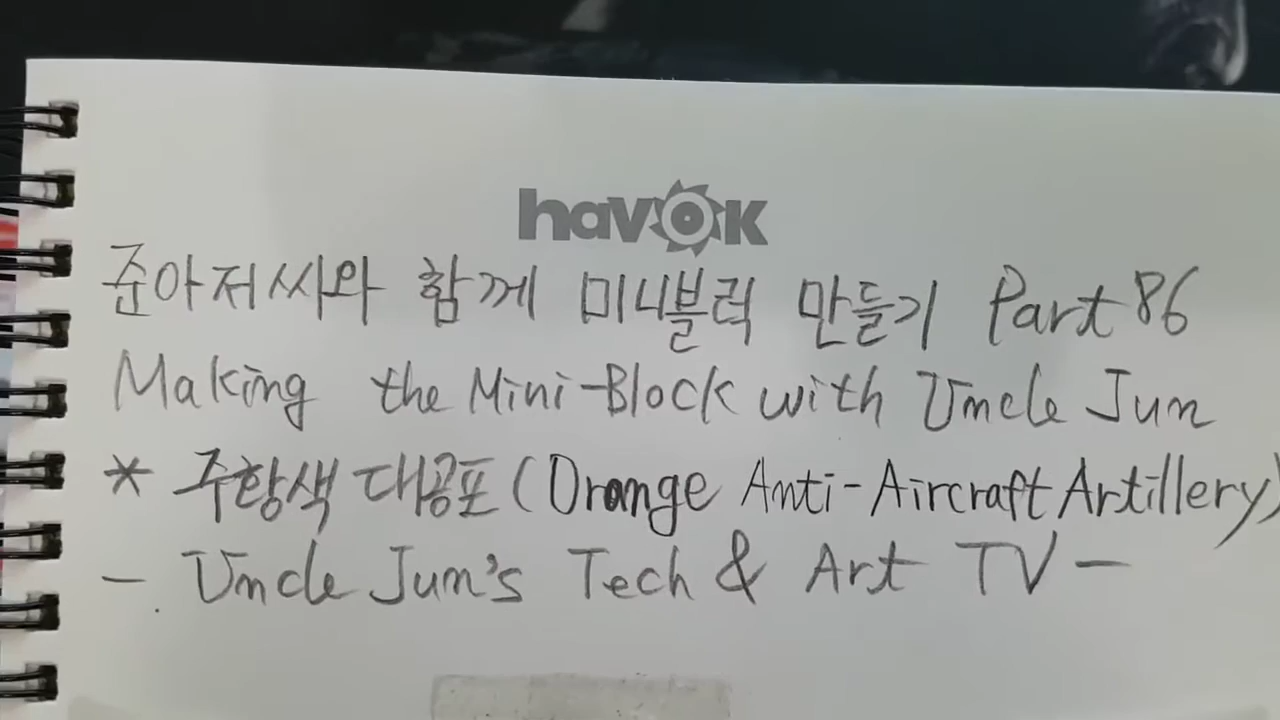 havok
준아저씨와 함께 미니블럭 만들기 Part 86
Making the Mini-Block with Uncle Jun
* 주황색 대공포 (Orange Anti-Aircraft Artillery)
- Uncle Jun's Tech & Art TV -